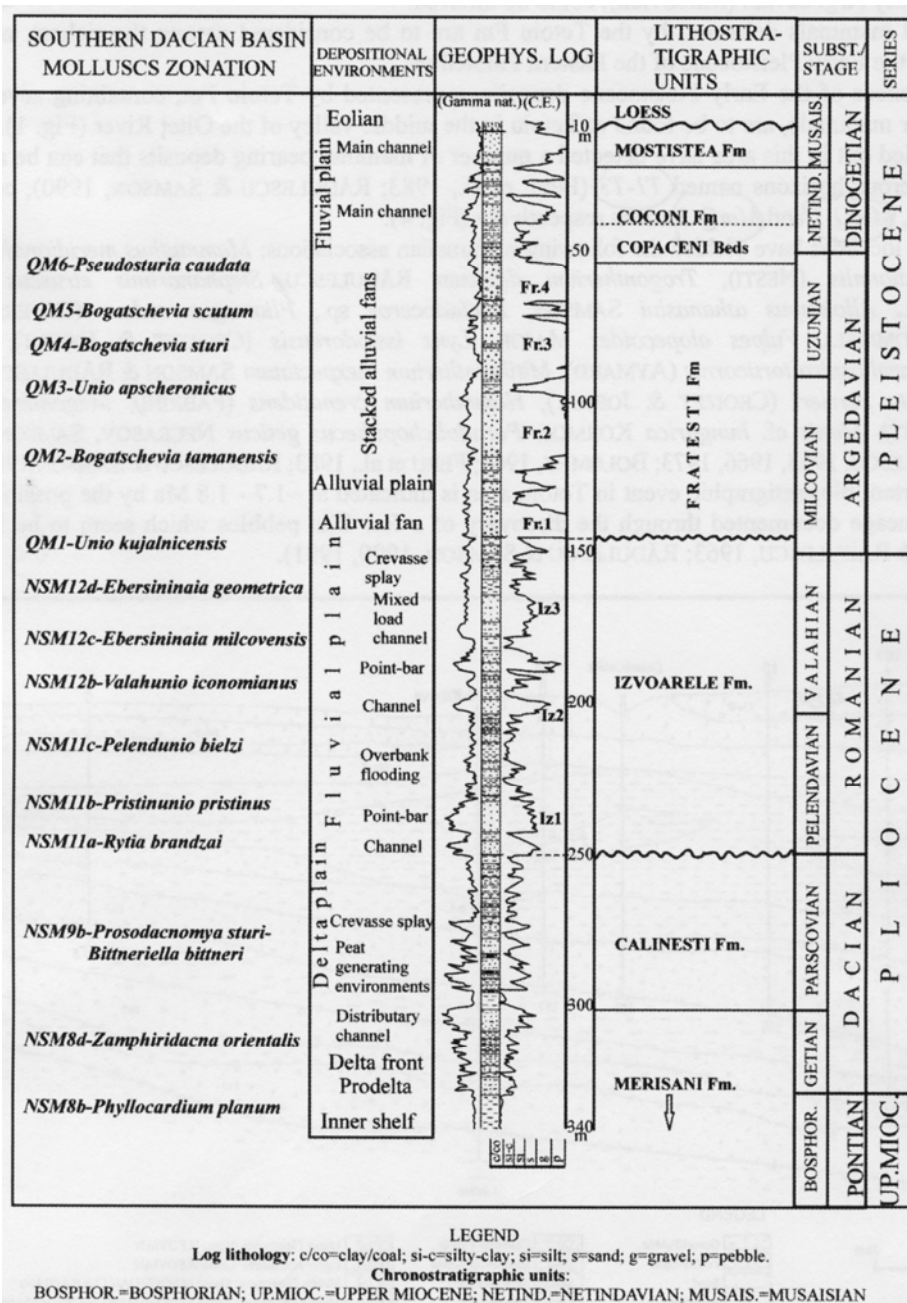 SOUTHERN DACIAN BASIN
MOLLUSCS ZONATION
DEPOSITIONAL
ENVIRONMENTS
GEOPHYS. LOG
LITHOSTRA-
TIGRAPHIC
UNITS
SUBST./
STAGE
SERIES
(Gamma nat.)(C.E.)
QM6-Pseudosturia caudata
QM5-Bogatschevia scutum
QM4-Bogatschevia sturi
QM3-Unio apscheronicus
QM2-Bogatschevia tamanensis
QM1-Unio kujalnicensis
NSM12d-Ebersininaia geometrica
NSM12c-Ebersininaia milcovensis
NSM12b-Valahunio iconomianus
NSM11c-Pelendunio bielzi
NSM11b-Pristinunio pristinus
NSM11a-Rytia brandzai
NSM9b-Prosodacnomya sturi-
Bittneriella bittneri
NSM8d-Zamphiridacna orientalis
NSM8b-Phyllocardium planum
Eolian
Fluvial plain
Main channel
Main channel
Stacked alluvial fans
Alluvial plain
Alluvial fan
Fluvial plain
Crevasse
splay
Mixed
load
channel
Point-bar
Channel
Overbank
flooding
Point-bar
Channel
Delta plain
Crevasse splay
Peat
generating
environments
Distributary
channel
Delta front
Prodelta
Inner shelf
Fr.4
Fr.3
Fr.2
Fr.1
Iz3
Iz2
Iz1
10
m
50
100
150
200
250
300
340
m
c/co
si-c
si
s
g
p
LOESS
MOSTISTEA Fm
COCONI Fm
COPACENI Beds
FRATESTI Fm
IZVOARELE Fm.
CALINESTI Fm.
MERISANI Fm.
MUSAIS.
NETIND.
UZUNIAN
MILCOVIAN
VALAHIAN
PELENDAVIAN
PARSCOVIAN
GETIAN
BOSPHOR.
DINOGETIAN
ARGEDAVIAN
ROMANIAN
DACIAN
PONTIAN
PLEISTOCENE
PLIOCENE
UP.MIOC.
LEGEND
Log lithology: c/co=clay/coal; si-c=silty-clay; si=silt; s=sand; g=gravel; p=pebble.
Chronostratigraphic units:
BOSPHOR.=BOSPHORIAN; UP.MIOC.=UPPER MIOCENE; NETIND.=NETINDAVIAN; MUSAIS.=MUSAISIAN